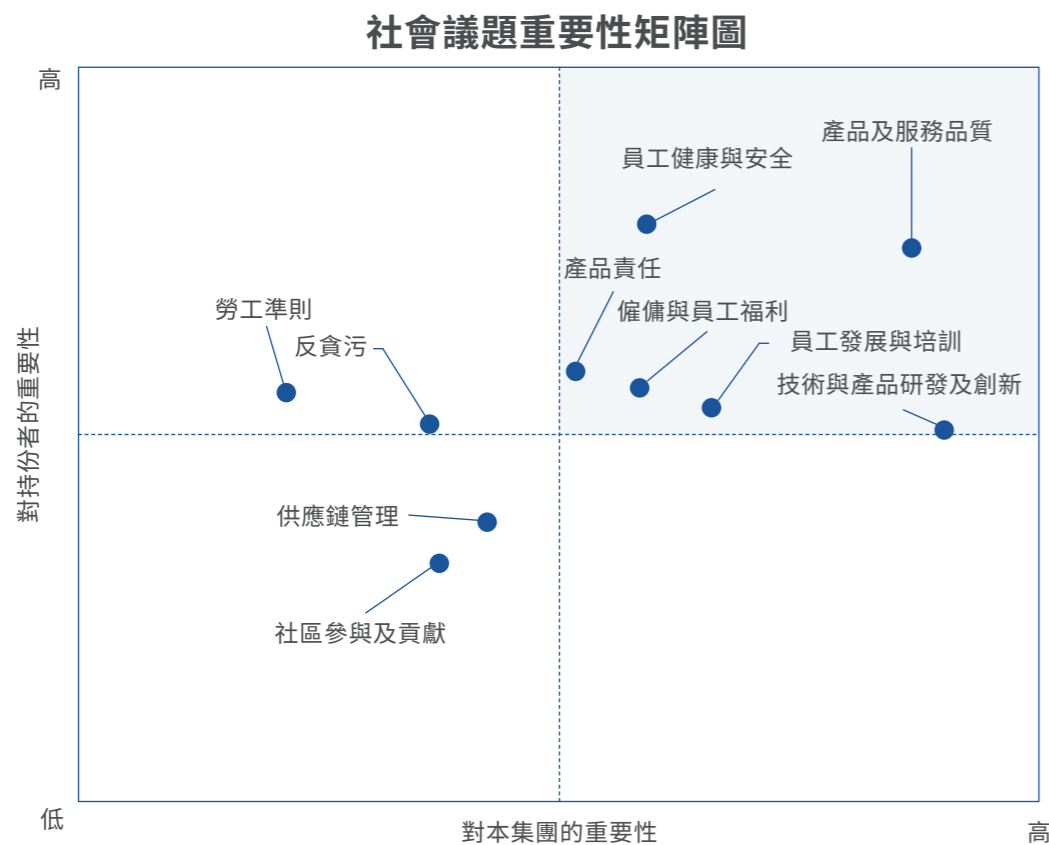 社會議題重要性矩陣圖
高
產品及服務品質
員工健康與安全
產品責任
勞工準則
僱傭與員工福利
反貪污
員工發展與培訓
技術與產品研發及創新
對持份者的重要性
供應鏈管理
社區參與及貢獻
低
對本集團的重要性
高